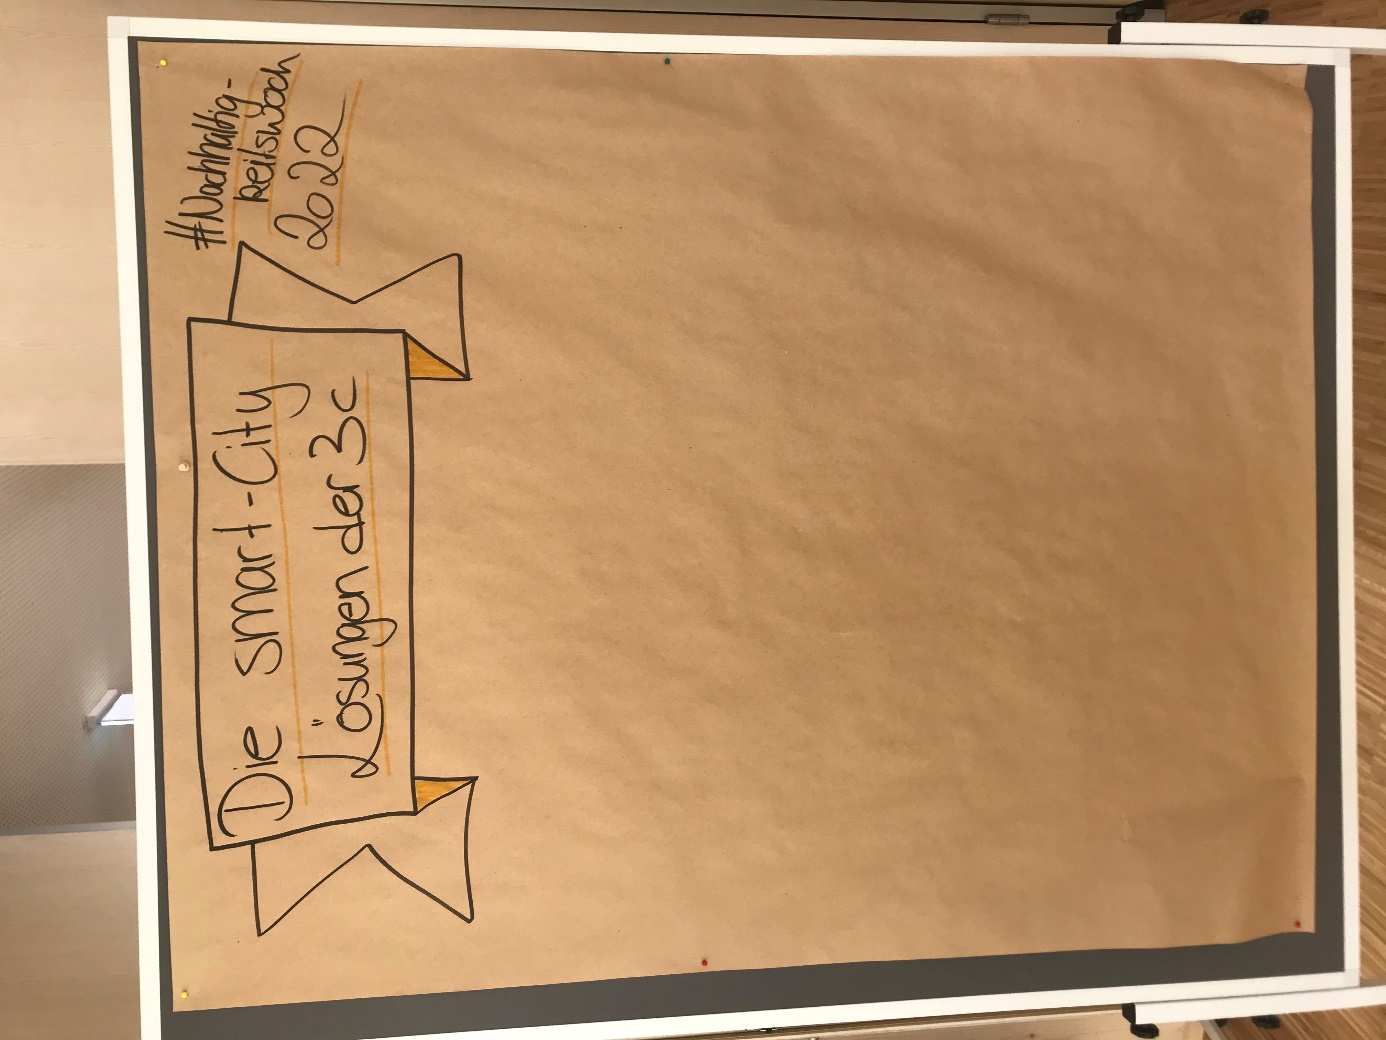 Die smart-City
Lösungen der 3c
#Nachhaltig-
keitswoch
2022